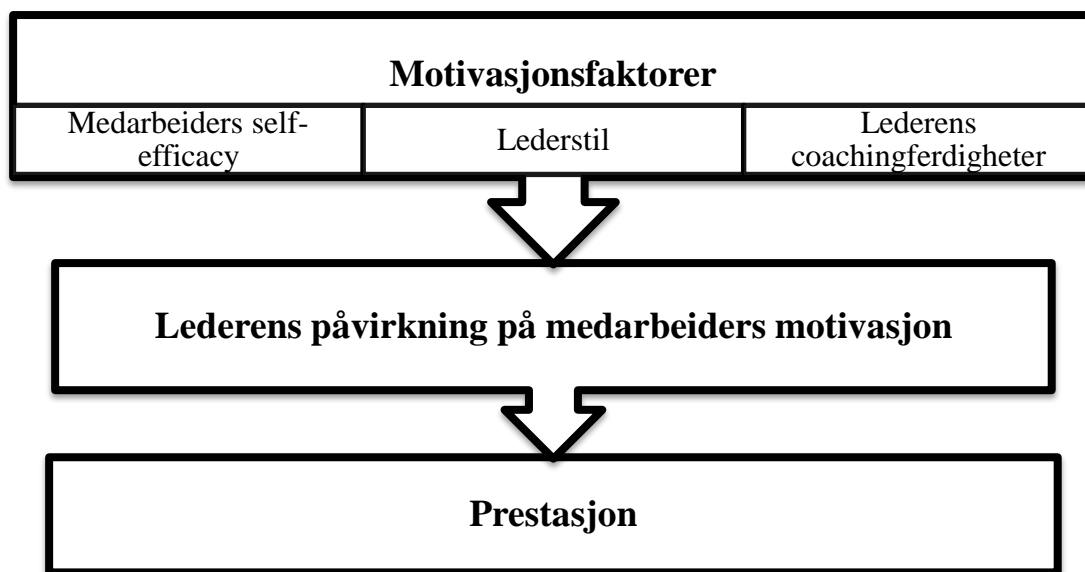 Motivasjonsfaktorer
Medarbeiders self-
efficacy
Lederstil
Lederens
coachingferdigheter
Lederens påvirkning på medarbeiders motivasjon
Prestasjon